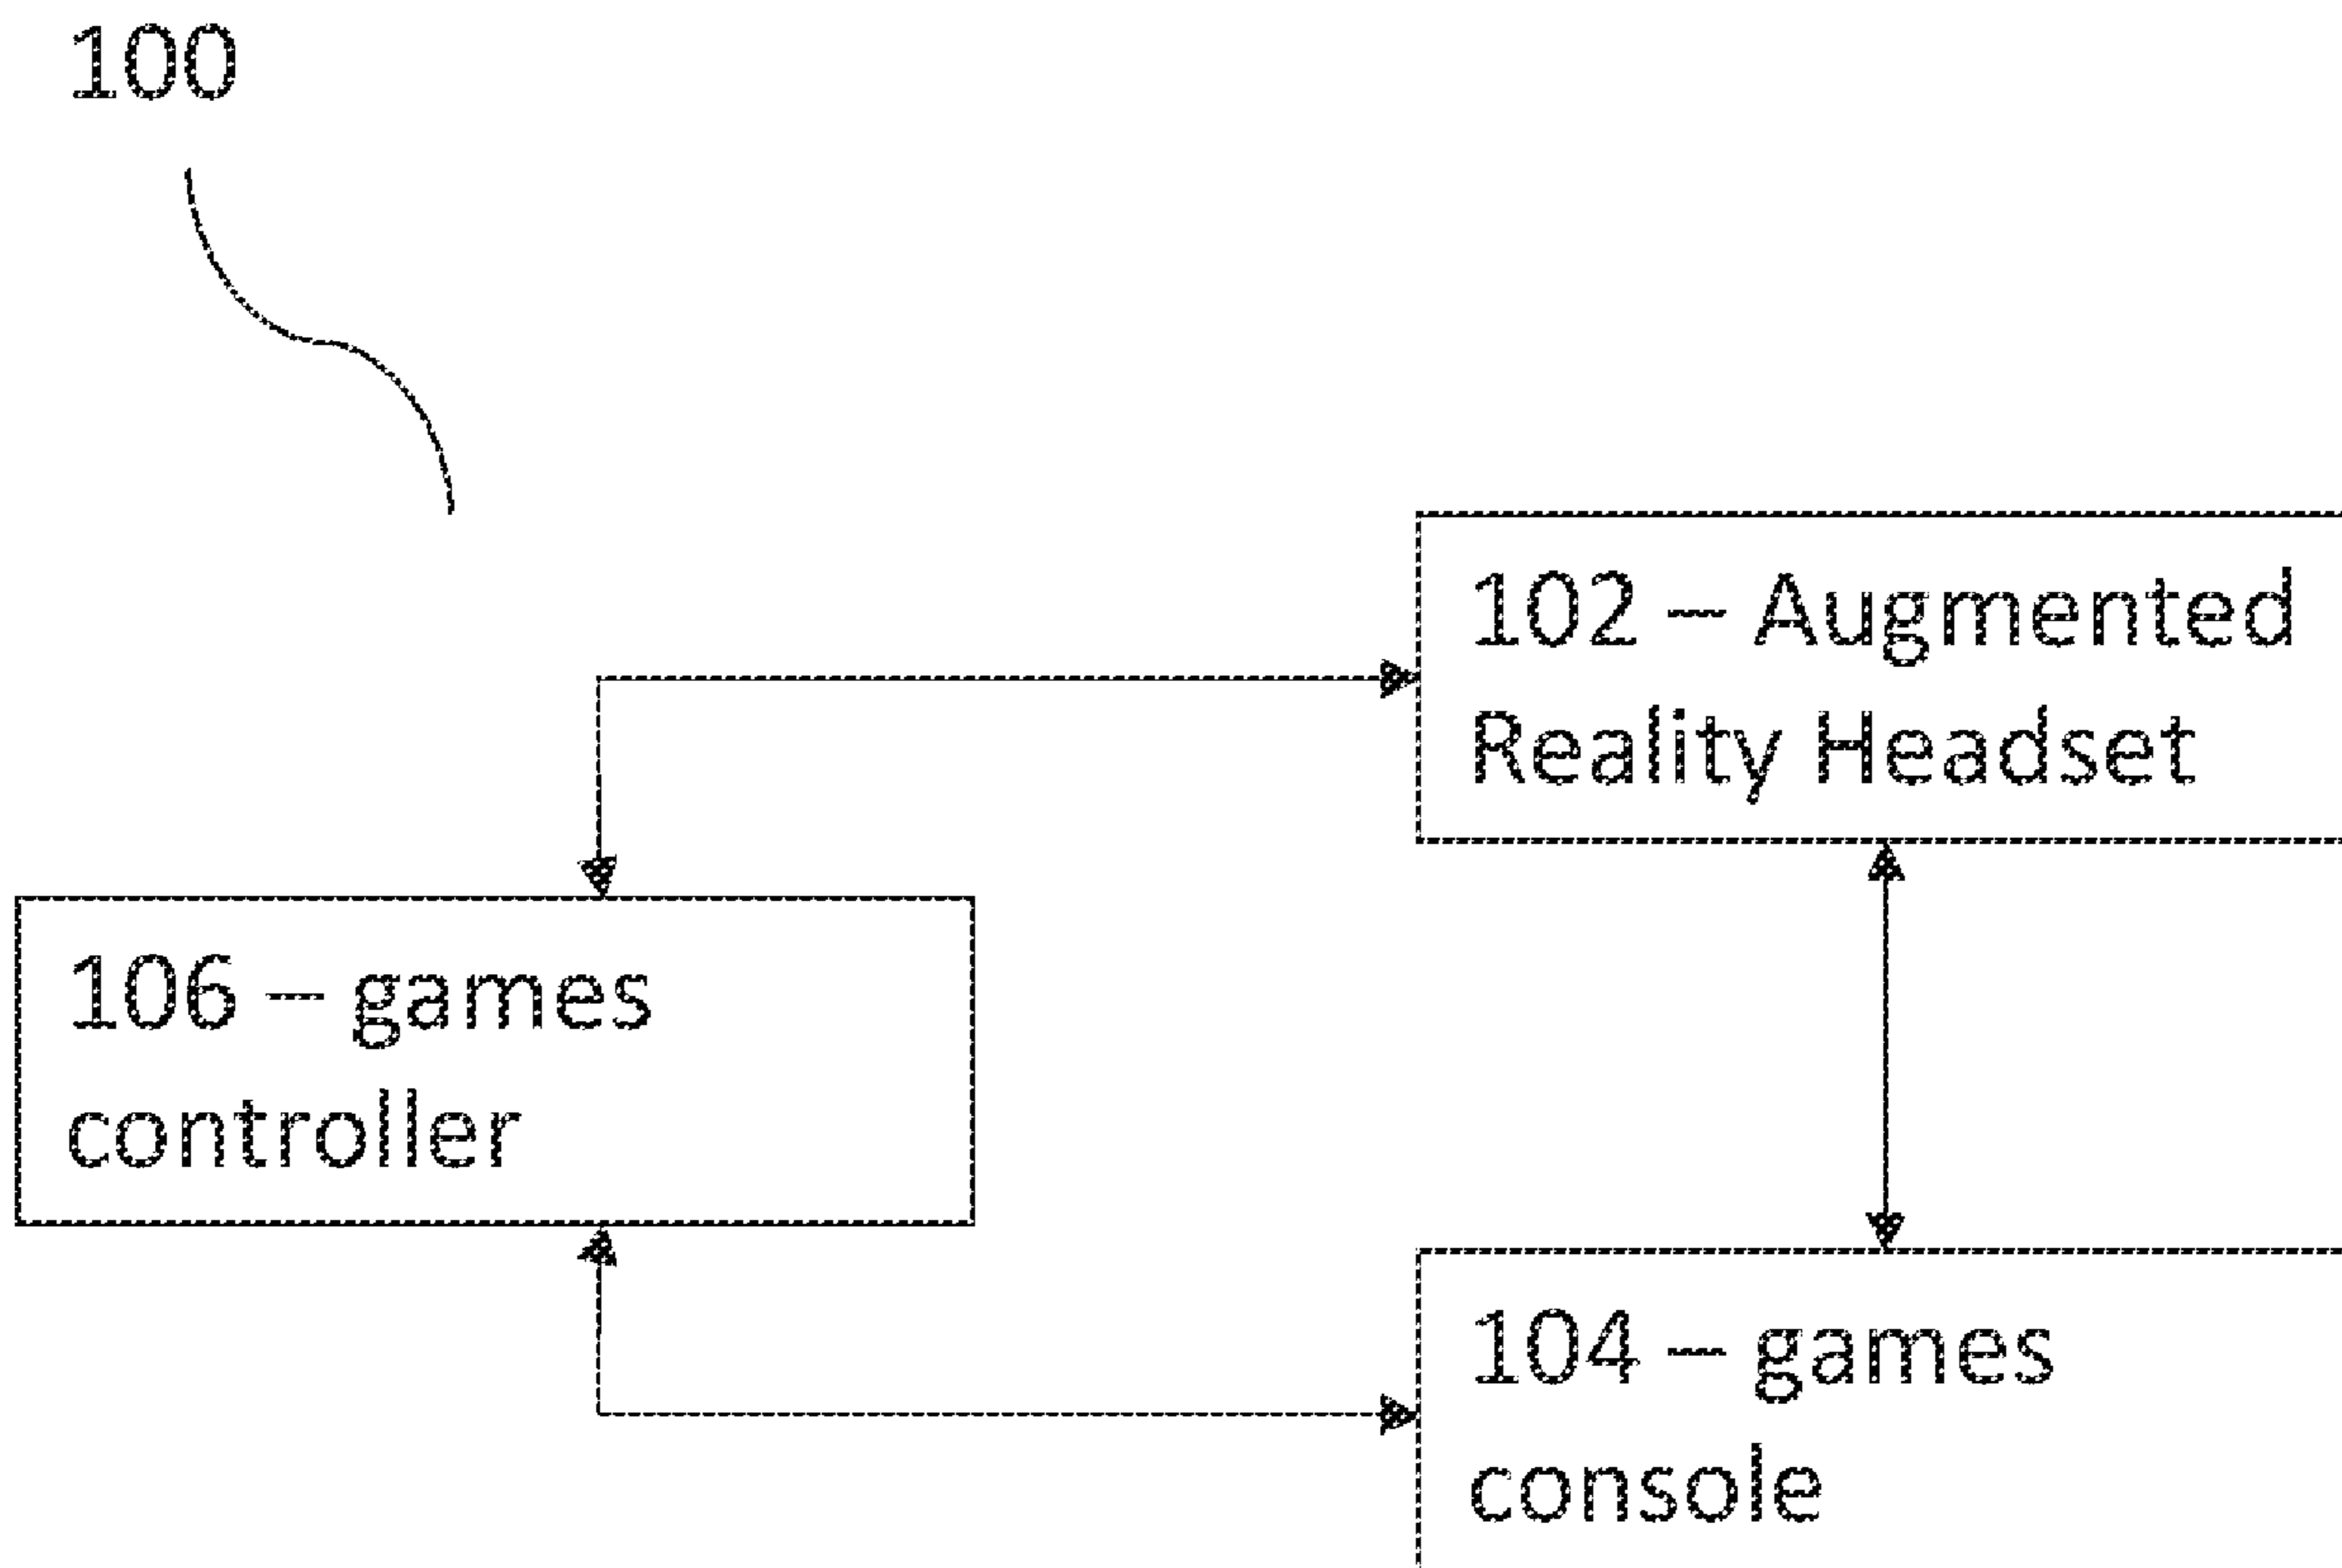 100
102 – Augmented
Reality Headset
106 – games
controller
104 – games
console